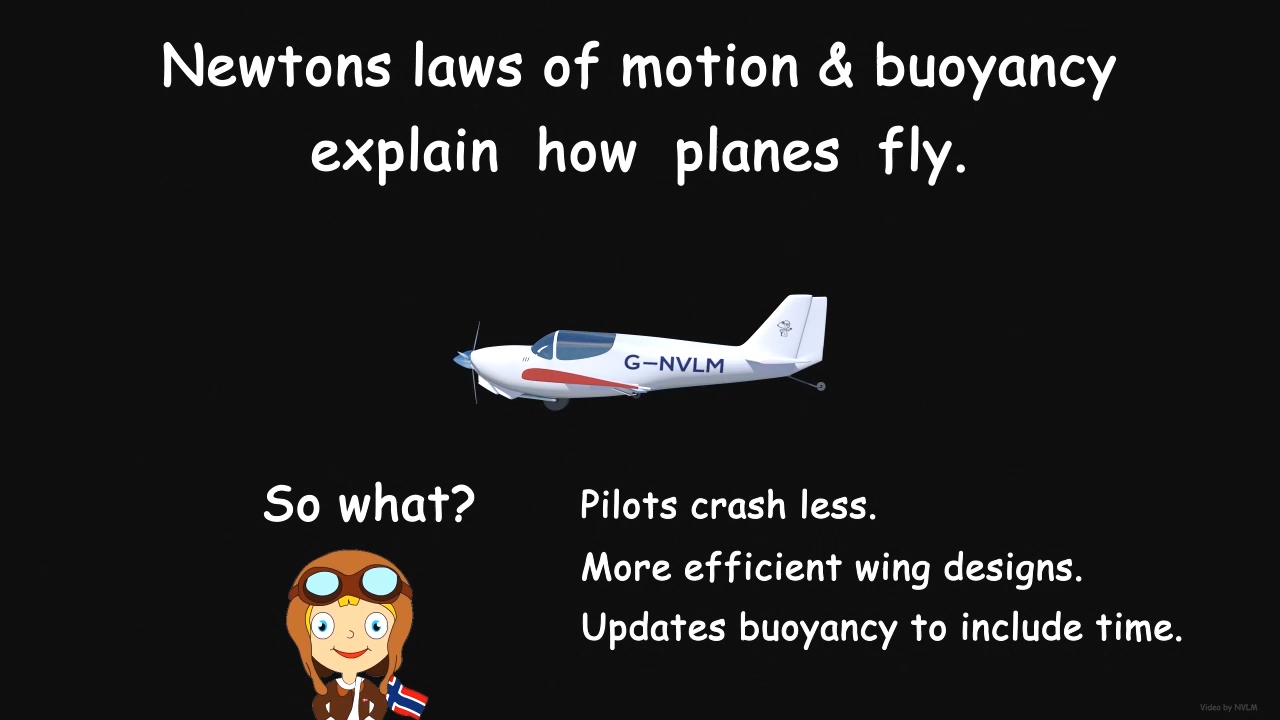 Newtons laws of motion & buoyancy
explain how planes fly.
G-NVLM
So what?
Pilots crash less.
More efficient wing designs.
Updates buoyancy to include time.
Video by NVLM